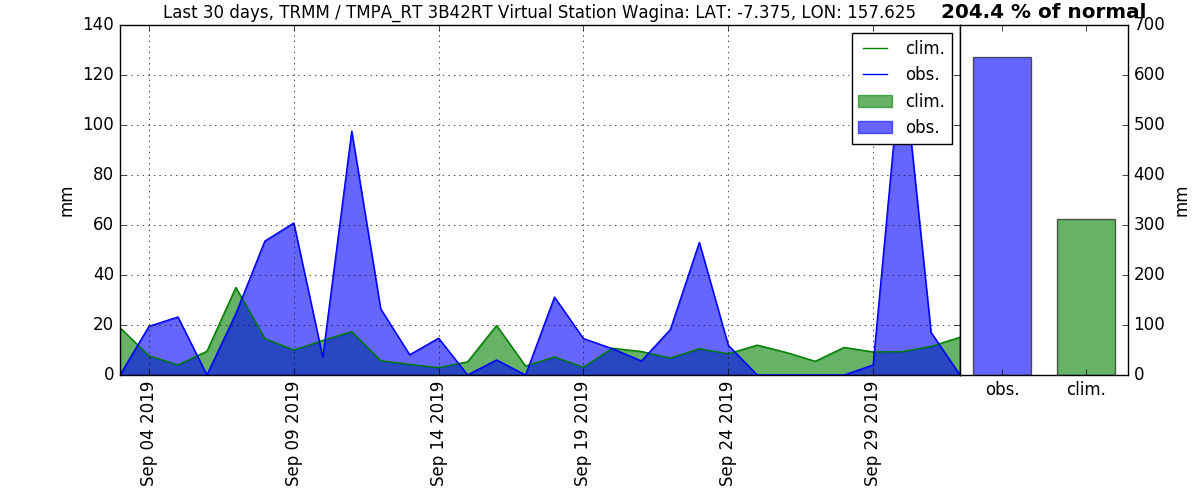 Last 30 days, TRMM / TMPA_RT 3B42RT Virtual Station Wagina: LAT: -7.375, LON: 157.625
204.4 % of normal
140
120
100
80
60
40
20
0
mm
clim.
obs.
clim.
obs.
Sep 04 2019
Sep 09 2019
Sep 14 2019
Sep 19 2019
Sep 24 2019
Sep 29 2019
700
600
500
400
300
200
100
0
mm
obs.
clim.